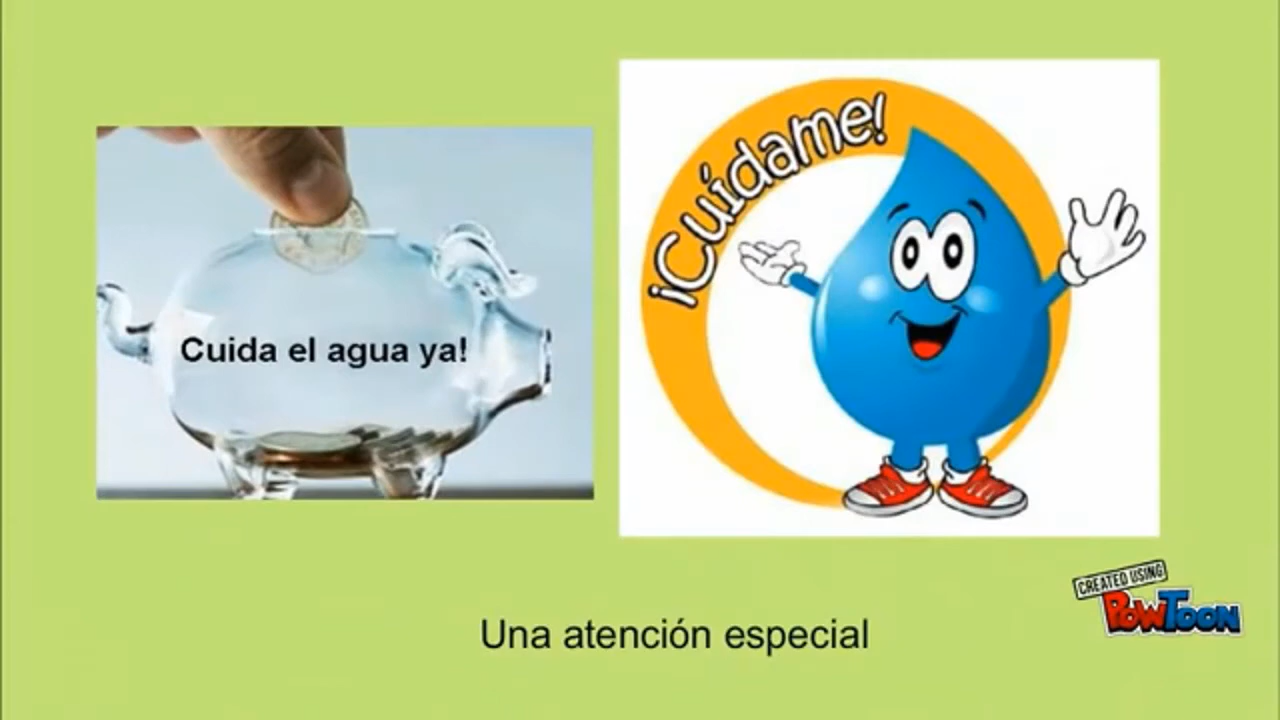 ¡Cuídame!
Cuida el agua ya!
Una atención especial
CREATED USING
POWTOON